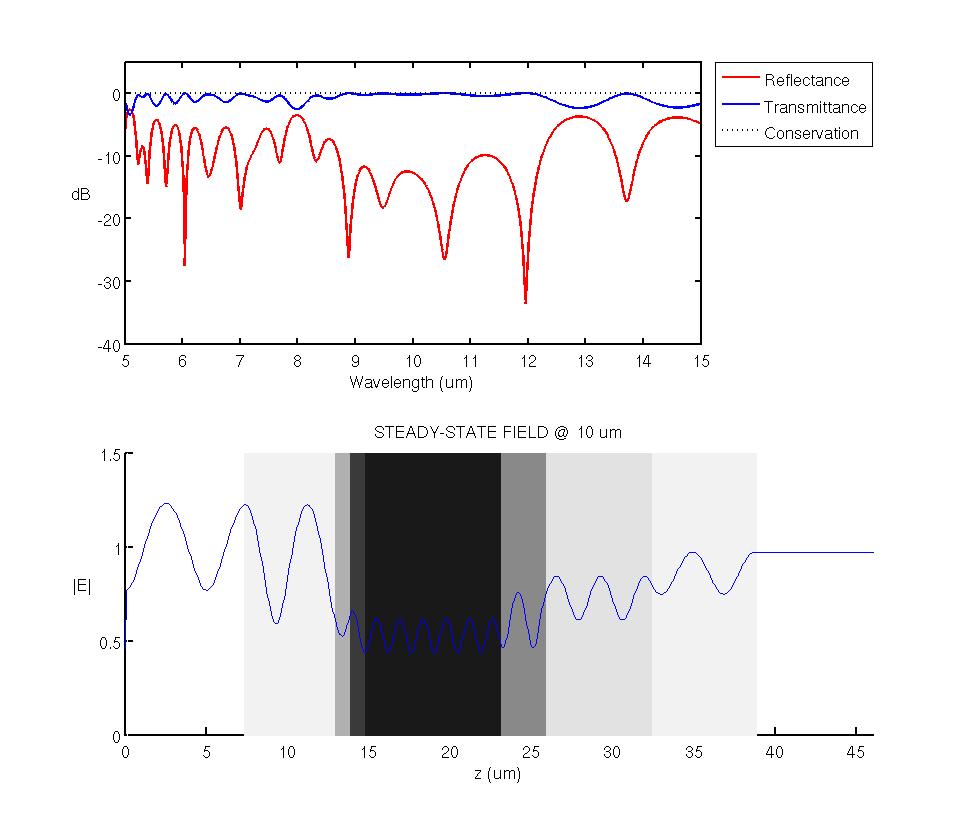 0
-10
-20
-30
-40
dB
5 6 7 8 9 10 11 12 13 14 15
Wavelength (um)
Reflectance
Transmittance
Conservation
STEADY-STATE FIELD @ 10 um
1.5
1
0.5
0
|E|
0 5 10 15 20 25 30 35 40 45
z (um)